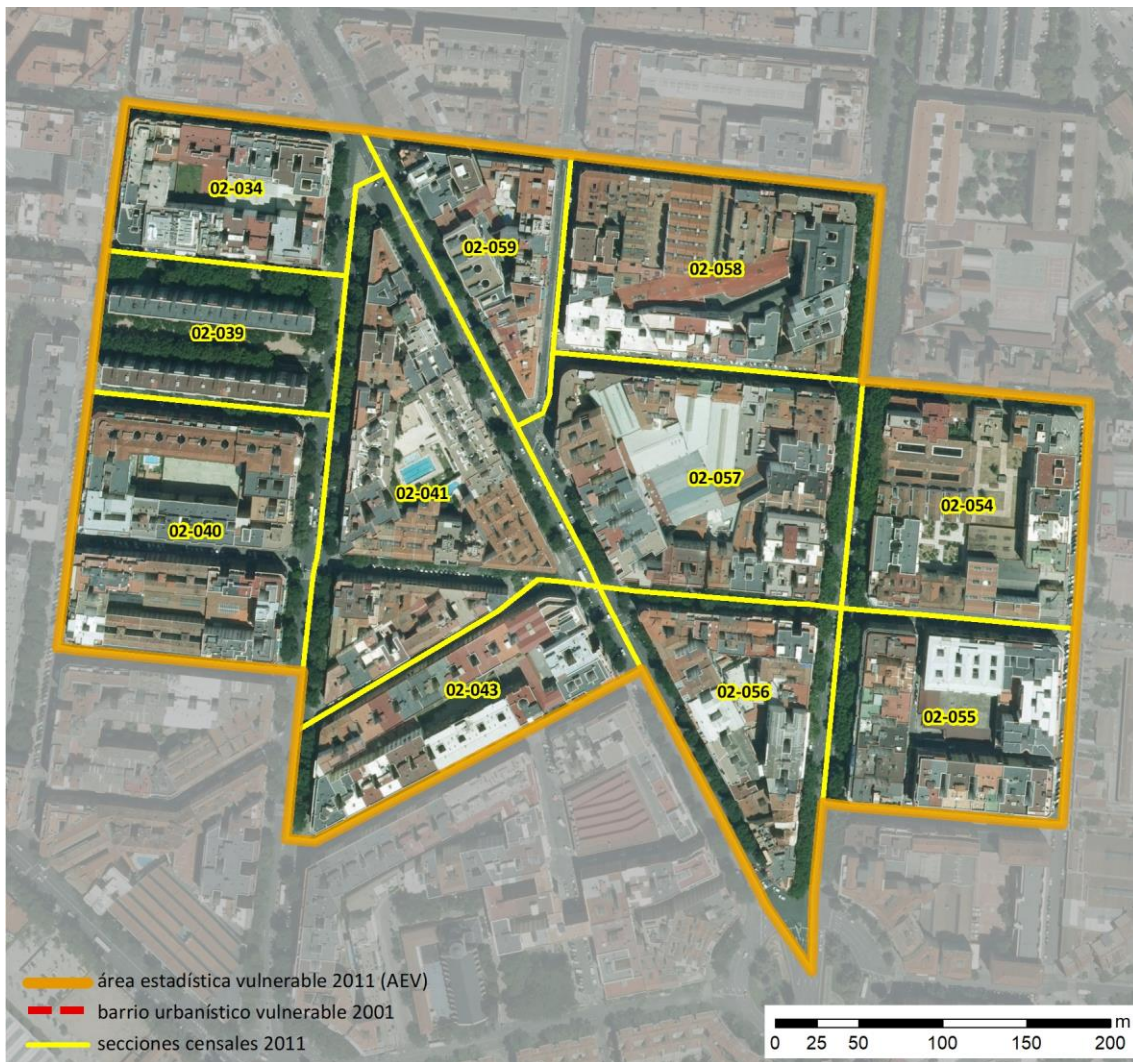 02-034
02-059
02-058
02-039
02-057
02-041
02-054
02-040
02-043
02-056
02-055
área estadística vulnerable 2011 (AEV)
barrio urbanístico vulnerable 2001
secciones censales 2011
m
0 25 50 100 150 200